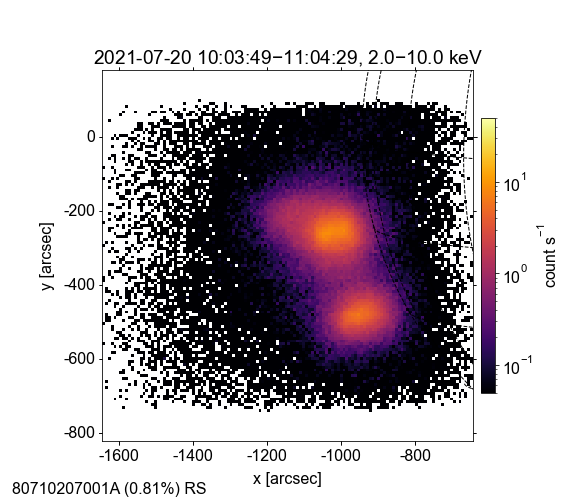 2021-07-20 10:03:49−11:04:29, 2.0−10.0 keV
0
-200
-400
-600
-800
y [arcsec]
-1600
-1400
-1200
-1000
-800
x [arcsec]
10¹
10⁰
10⁻¹
count s⁻¹
80710207001A (0.81%) RS